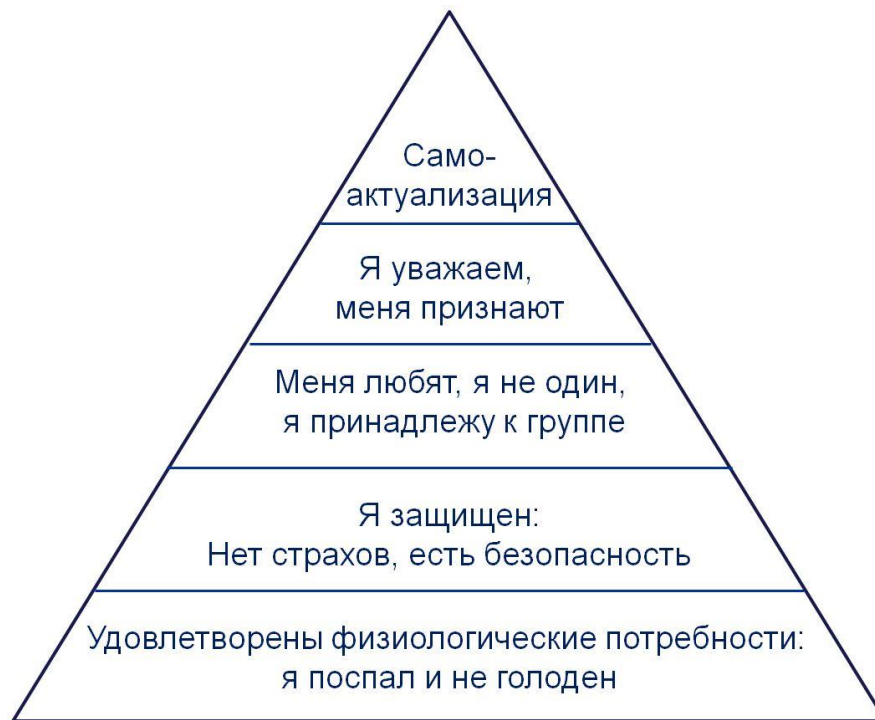 Само-
актуализация
Я уважаем,
меня признают
Меня любят, я не один,
я принадлежу к группе
Я защищен:
Нет страхов, есть безопасность
Удовлетворены физиологические потребности:
я поспал и не голоден